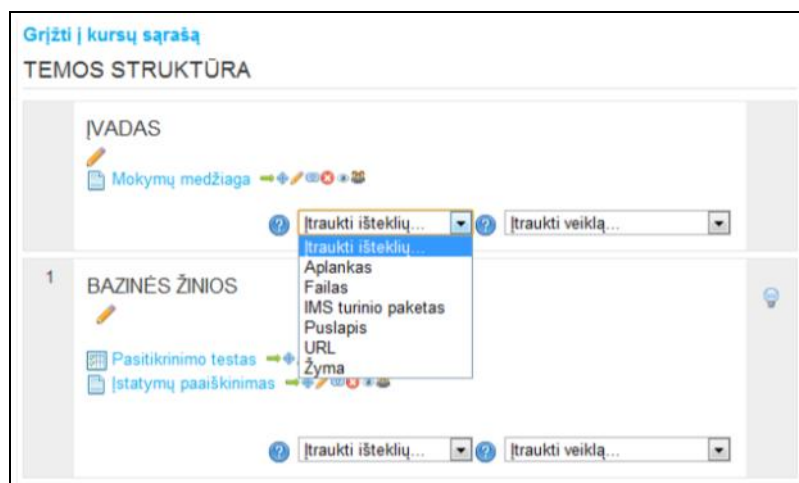 Grįžti į kursų sąrašą
TEMOS STRUKTŪRA
ĮVADAS
Mokymų medžiaga
Įtraukti išteklių... Įtraukti veiklą...
Įtraukti išteklių...
Aplankas
Failas
IMS turinio paketas
Puslapis
URL
Žyma
1 BAZINĖS ŽINIOS
Pasitikrinimo testas
Įstatymų paaiškinimas
Įtraukti išteklių... Įtraukti veiklą...